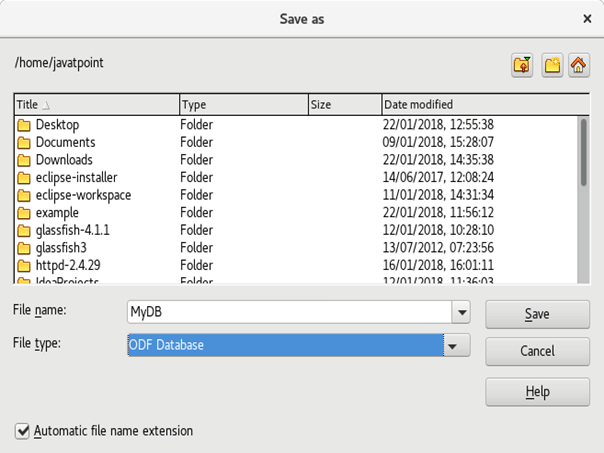 Save as
/home/javatpoint
Title Type Size Date modified
Desktop Folder 22/01/2018, 12:55:38
Documents Folder 09/01/2018, 15:28:07
Downloads Folder 22/01/2018, 14:35:38
eclipse-installer Folder 14/06/2017, 12:08:24
eclipse-workspace Folder 11/01/2018, 14:31:34
example Folder 22/01/2018, 11:56:12
glassfish-4.1.1 Folder 12/01/2018, 10:28:10
glassfish3 Folder 13/07/2012, 07:23:56
httpd-2.4.29 Folder 16/01/2018, 16:01:11
IdeaProjects Folder 12/01/2018, 11:36:03
File name: MyDB Save
File type: ODF Database Cancel
Help
Automatic file name extension